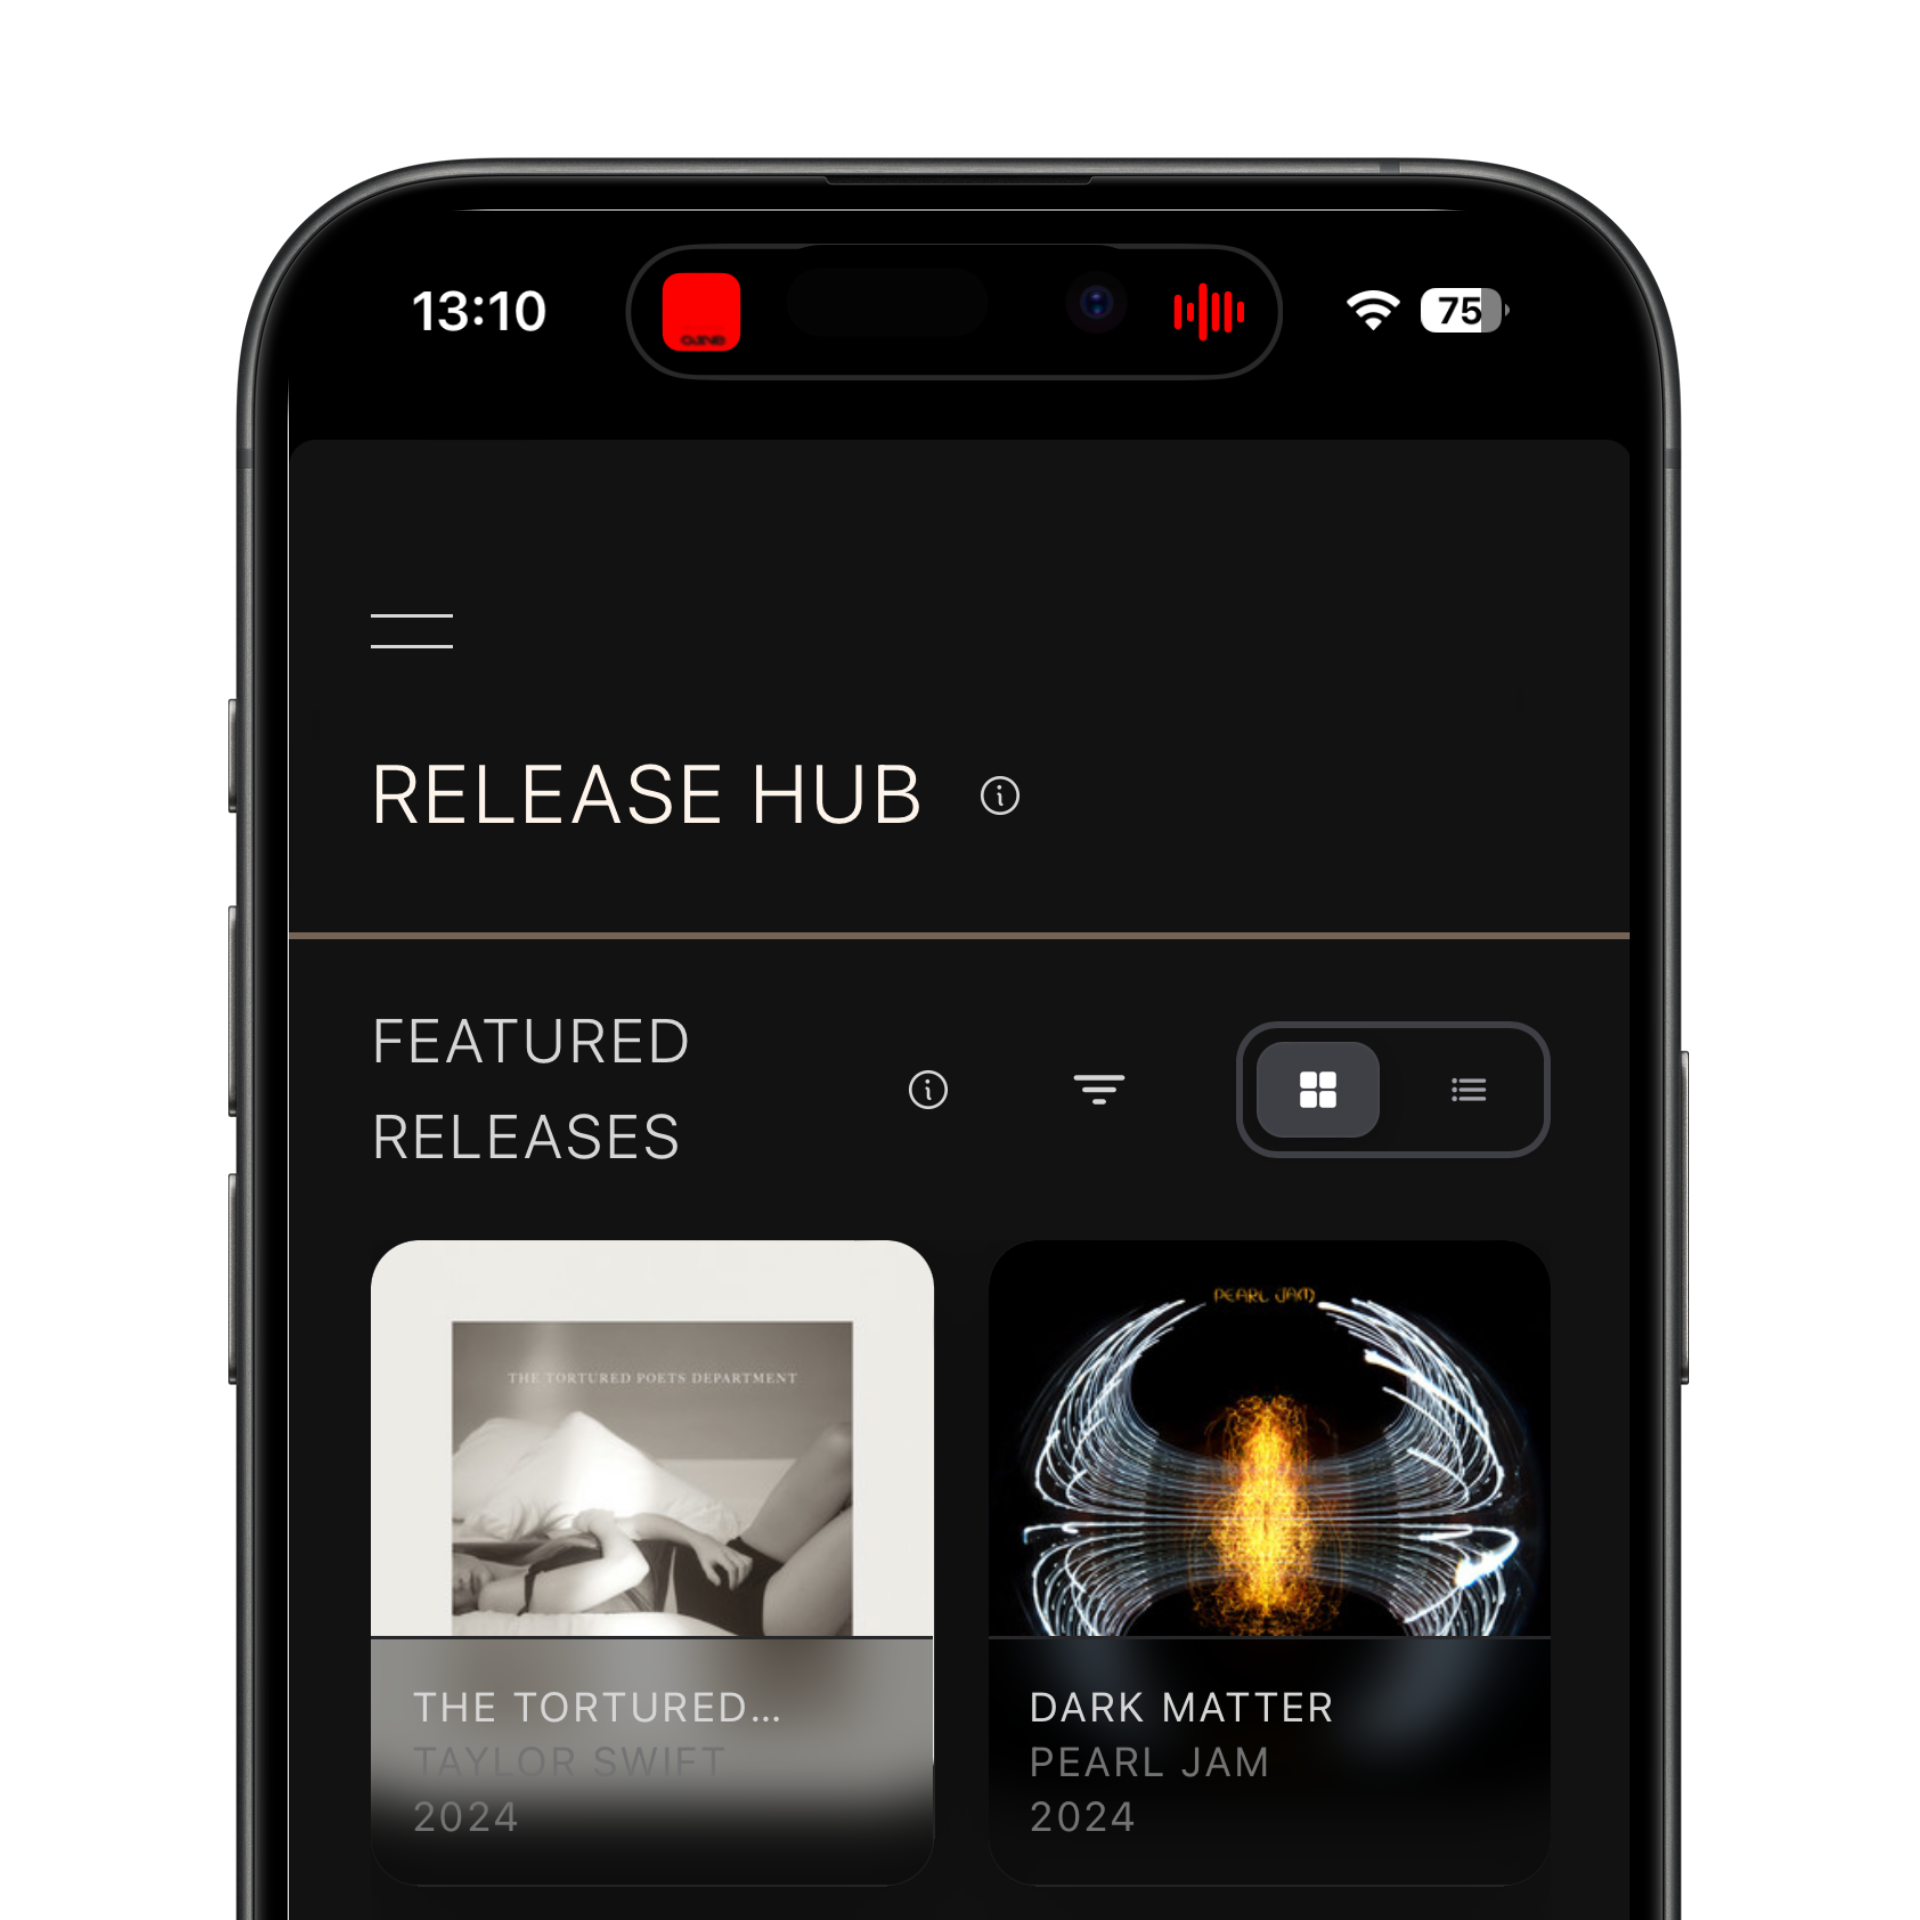 13:10
75
RELEASE HUB
FEATURED
RELEASES
THE TORTURED POETS DEPARTMENT
PEARL JAM
THE TORTURED...
TAYLOR SWIFT
2024
DARK MATTER
PEARL JAM
2024